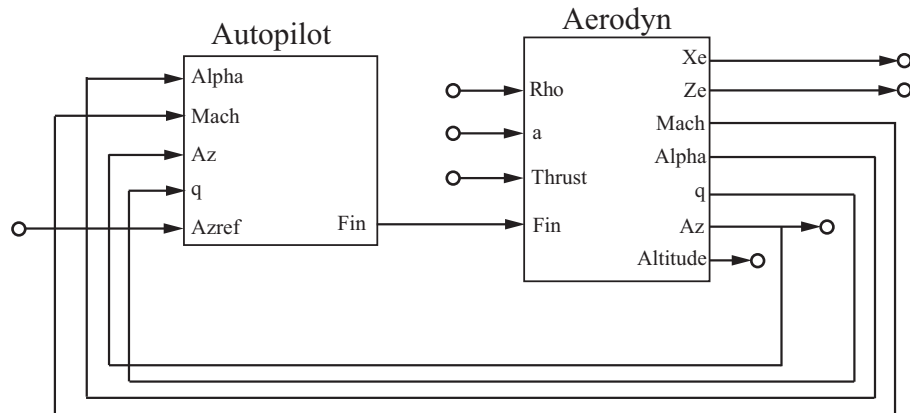 Autopilot
Alpha
Mach
Az
q
Azref
Fin
Aerodyn
Rho
a
Thrust
Fin
Xe
Ze
Mach
Alpha
q
Az
Altitude